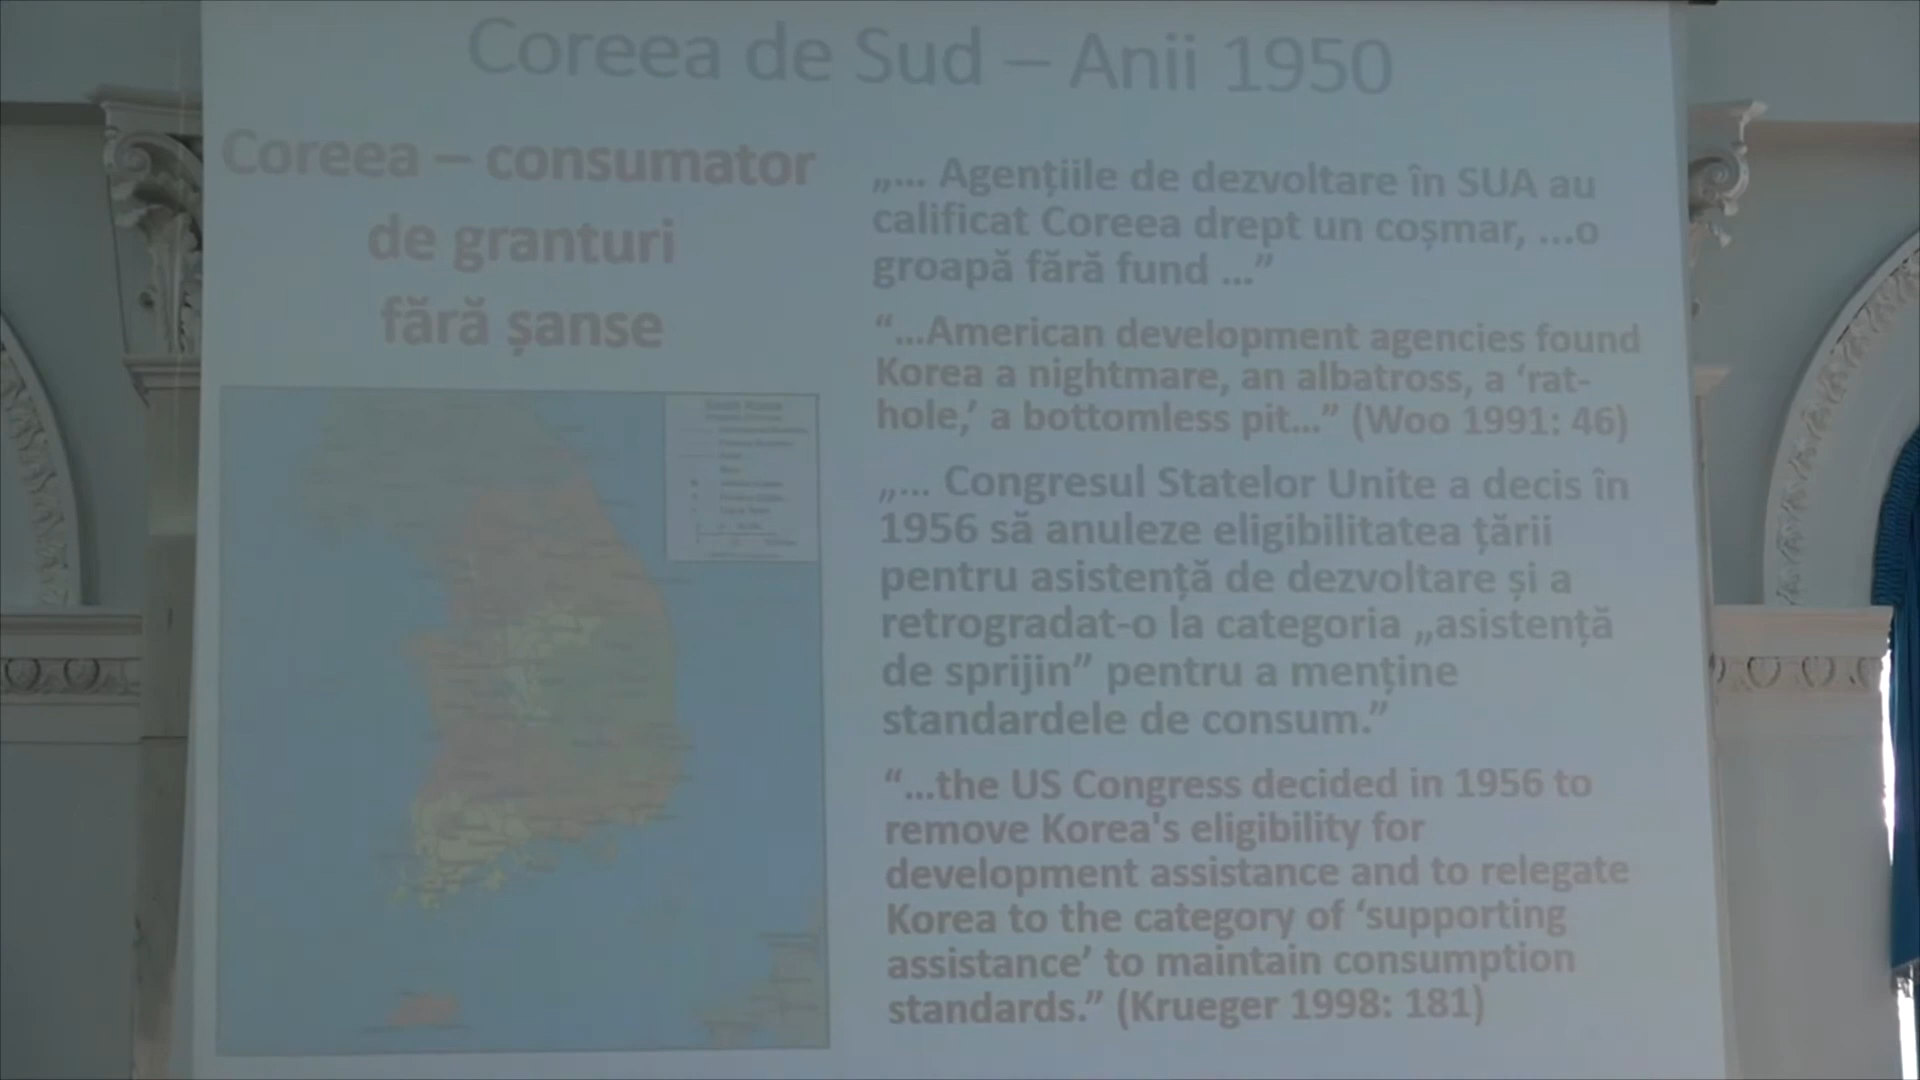 Coreea de Sud – Anii 1950
Coreea – consumator
de granturi
fără șanse
„... Agențiile de dezvoltare în SUA au
calificat Coreea drept un coșmar, ...o
groapă fără fund ...”
“...American development agencies found
Korea a nightmare, an albatross, a ‘rat-
hole,’ a bottomless pit...” (Woo 1991: 46)
„... Congresul Statelor Unite a decis în
1956 să anuleze eligibilitatea țării
pentru asistență de dezvoltare și a
retrogradat-o la categoria „asistență
de sprijin” pentru a menține
standardele de consum.”
“...the US Congress decided in 1956 to
remove Korea's eligibility for
development assistance and to relegate
Korea to the category of ‘supporting
assistance’ to maintain consumption
standards.” (Krueger 1998: 181)
South Korea